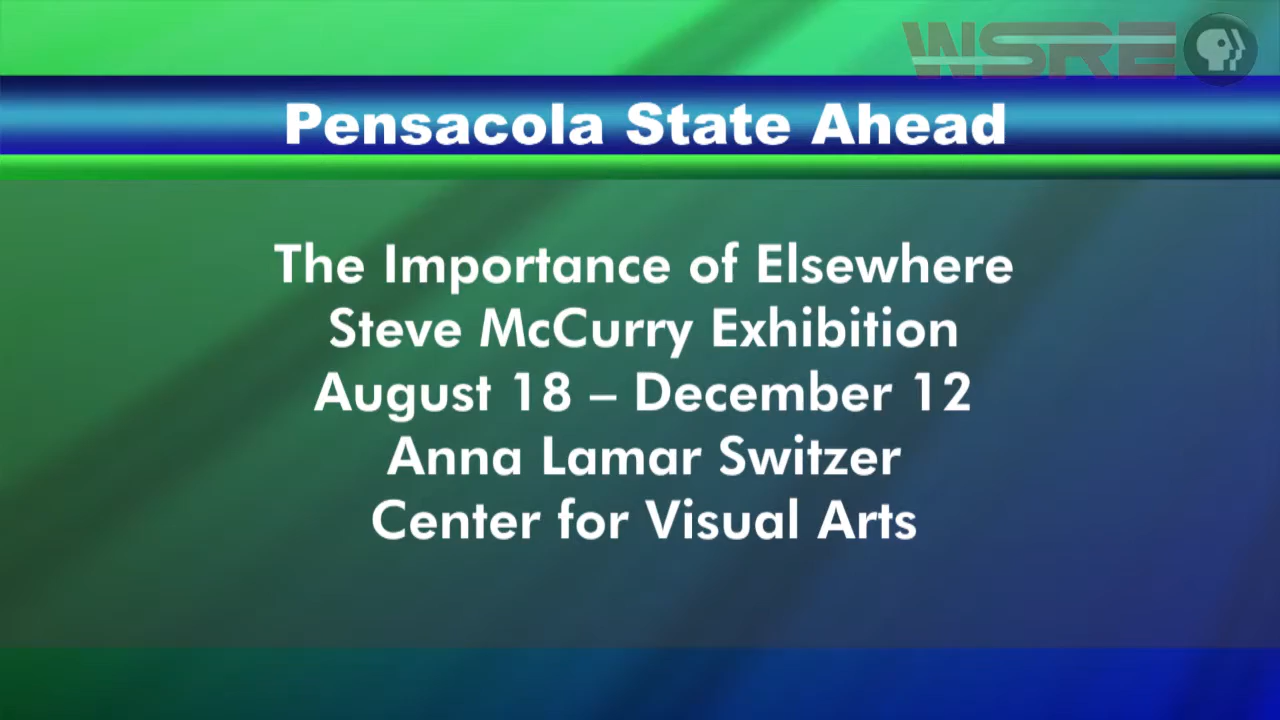 WSRE
Pensacola State Ahead
The Importance of Elsewhere
Steve McCurry Exhibition
August 18 – December 12
Anna Lamar Switzer
Center for Visual Arts